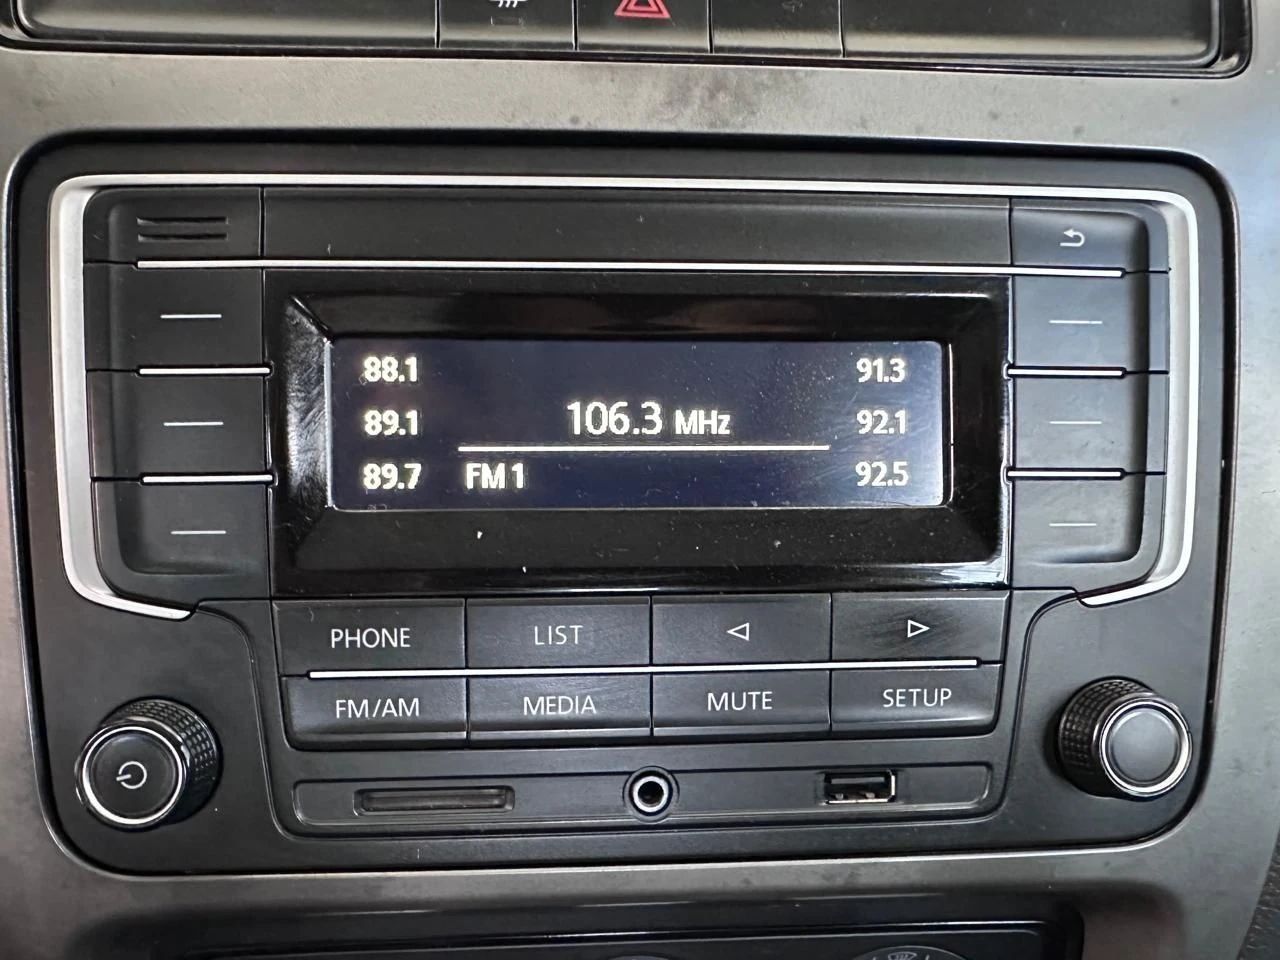 88.1
91.3
106.3 MHz
89.1
92.1
89.7
FM 1
92.5
PHONE
LIST
FM/AM
MEDIA
MUTE
SETUP